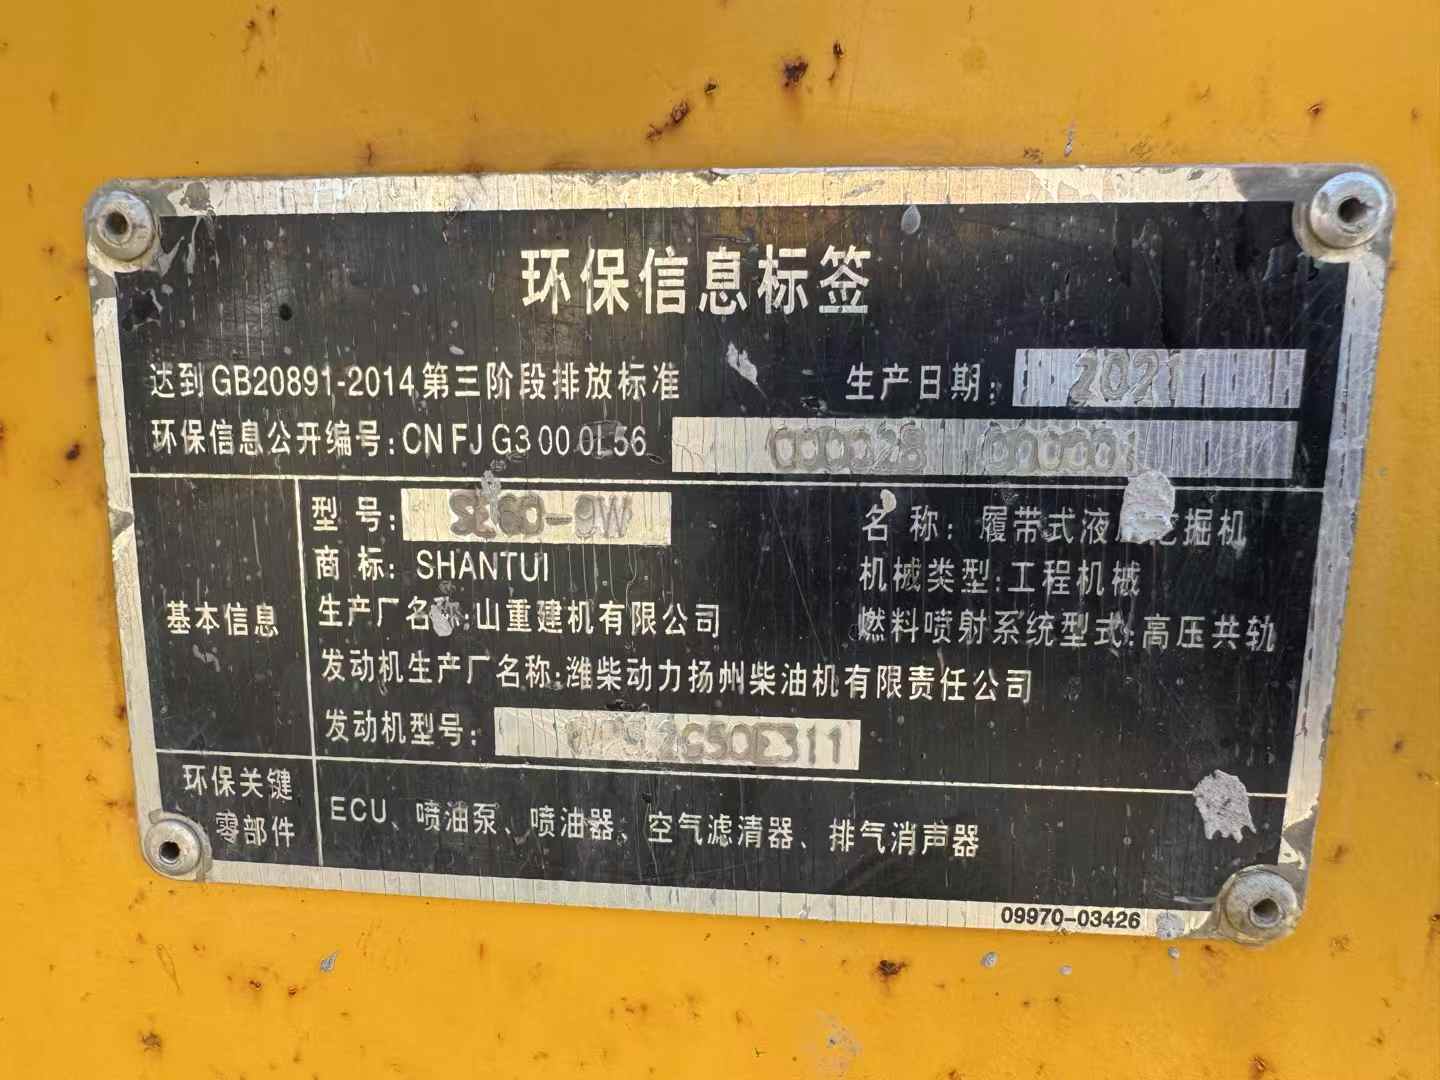 环保信息标签
达到GB20891-2014第三阶段排放标准 生产日期: 2021
环保信息公开编号:CN FJ G3 00 0L56 000028 000001
基本信息
型 号: SE60-9W 名 称: 履带式液 挖掘机
商 标: SHANTUI 机械类型:工程机械
生产厂名称:山重建机有限公司 燃料喷射系统型式:高压共轨
发动机生产厂名称:潍柴动力扬州柴油机有限责任公司
发动机型号:
环保关键
零部件
ECU、喷油泵、喷油器、空气滤清器、排气消声器
09970-03426